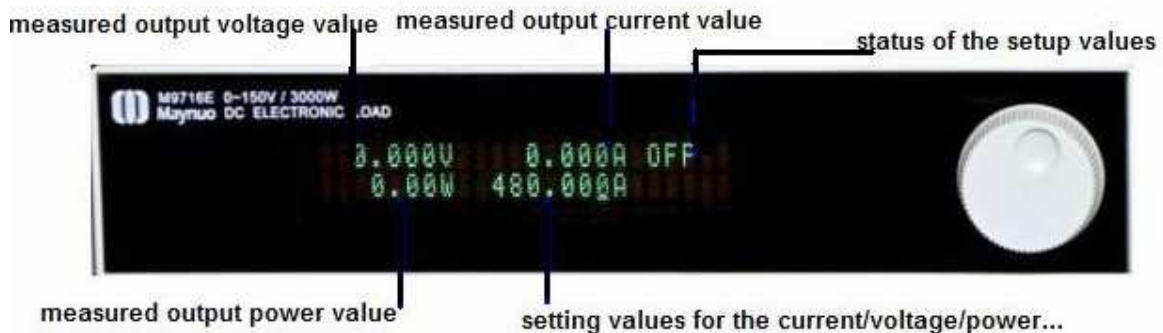 measured output voltage value
measured output current value
status of the setup values
M9716E 0~150V / 3000W
Maynuo DC ELECTRONIC LOAD
0.000V 0.000A OFF
0.00W 480.000A
measured output power value
setting values for the current/voltage/power...